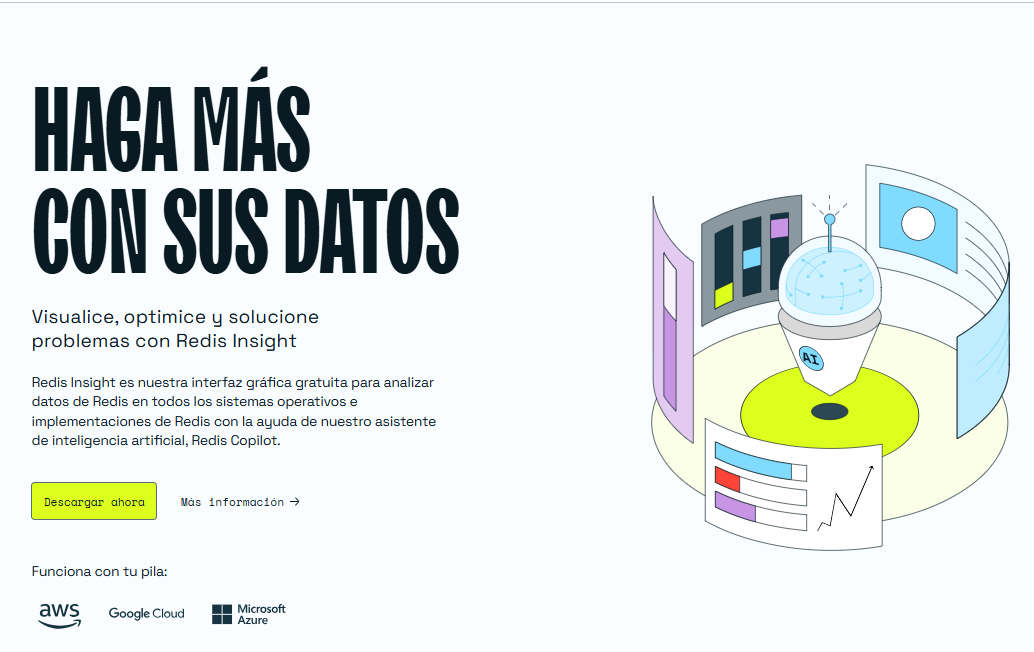 HAGA MÁS
CON SUS DATOS
Visualice, optimice y solucione
problemas con Redis Insight
Redis Insight es nuestra interfaz gráfica gratuita para analizar
datos de Redis en todos los sistemas operativos e
implementaciones de Redis con la ayuda de nuestro asistente
de inteligencia artificial, Redis Copilot.
Descargar ahora
Más información →
Funciona con tu pila:
aws
Google Cloud
Microsoft
Azure
AI